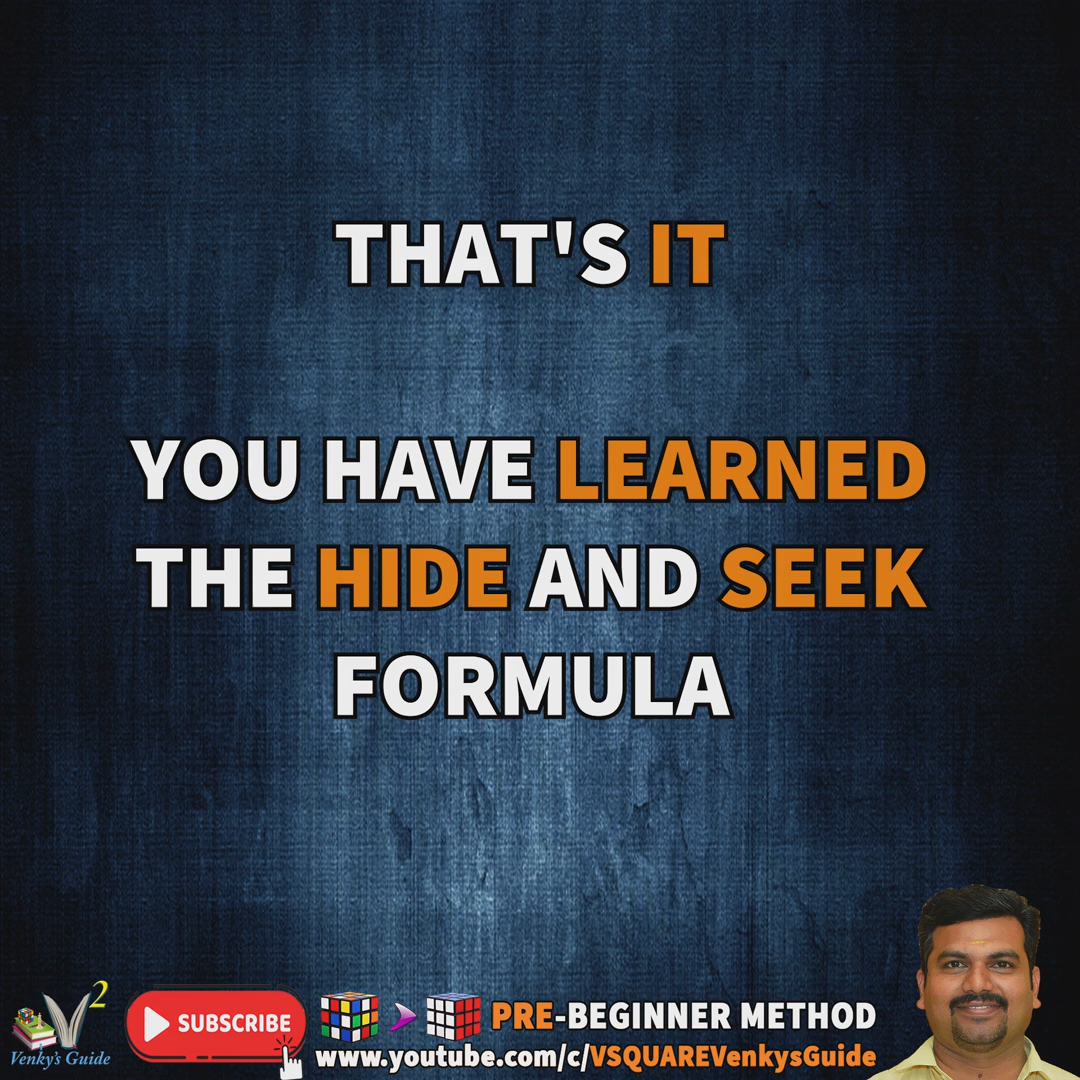 THAT'S IT
YOU HAVE LEARNED
THE HIDE AND SEEK
FORMULA
V2
Venky's Guide
SUBSCRIBE
PRE-BEGINNER METHOD
www.youtube.com/c/VSQUAREVenkysGuide